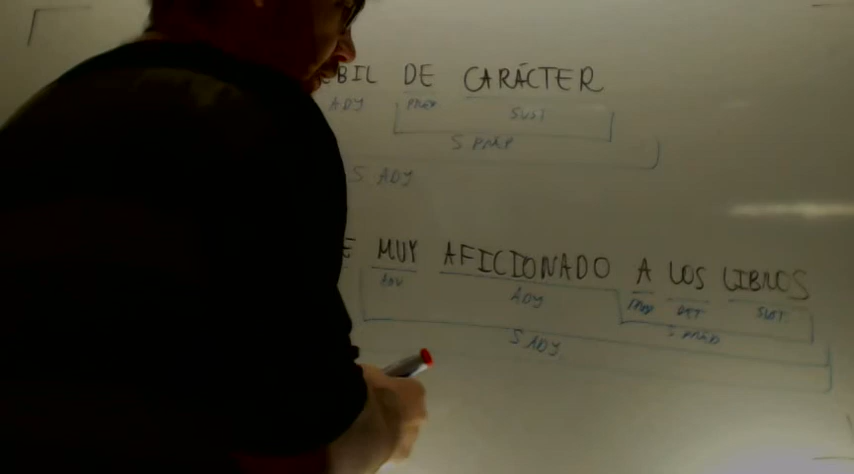 BIL DE CARÁCTER
ADJ PREP SUST
S PREP
S ADJ
E MUY AFICIONADO A LOS LIBROS
ADV ADJ PREP DET SUST
S PREP
S ADJ